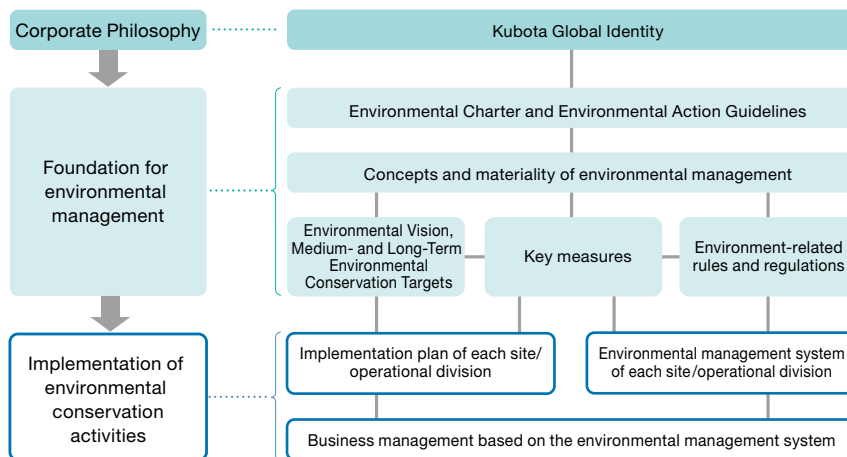 Corporate Philosophy
Kubota Global Identity
Foundation for
environmental
management
Environmental Charter and Environmental Action Guidelines
Concepts and materiality of environmental management
Environmental Vision,
Medium- and Long-Term
Environmental
Conservation Targets
Key measures
Environment-related
rules and regulations
Implementation of
environmental
conservation
activities
Implementation plan of each site/
operational division
Environmental management system
of each site/operational division
Business management based on the environmental management system